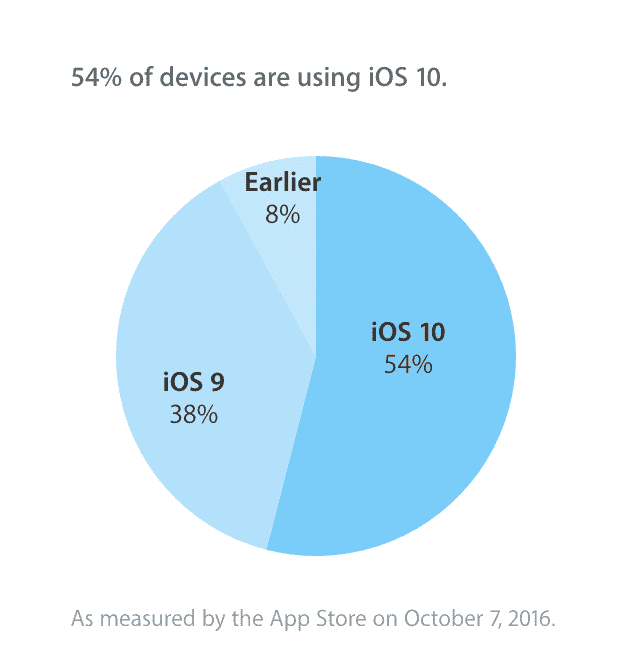 54% of devices are using iOS 10.
Earlier
8%
iOS 10
54%
iOS 9
38%
As measured by the App Store on October 7, 2016.